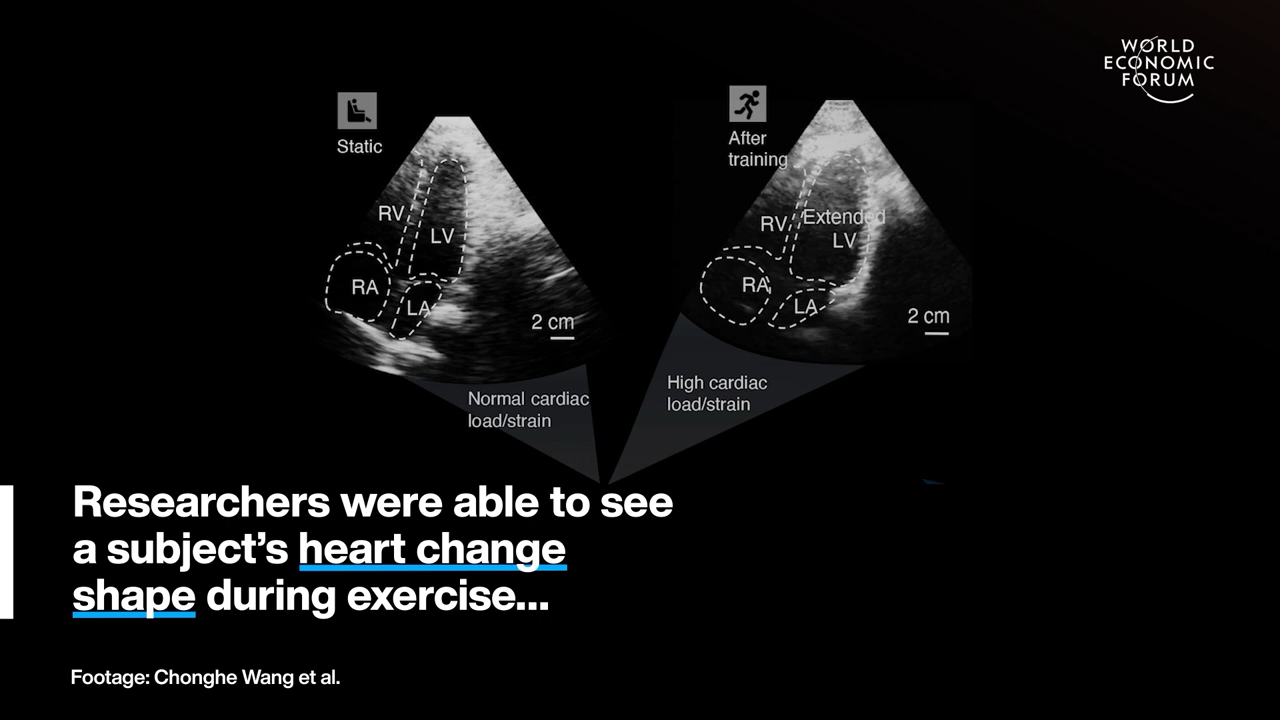 WORLD
ECONOMIC
FORUM
Static
RV
LV
RA
LA
2 cm
Normal cardiac
load/strain
After
training
RV
Extended
LV
RA
LA
2 cm
High cardiac
load/strain
Researchers were able to see
a subject’s heart change
shape during exercise...
Footage: Chonghe Wang et al.